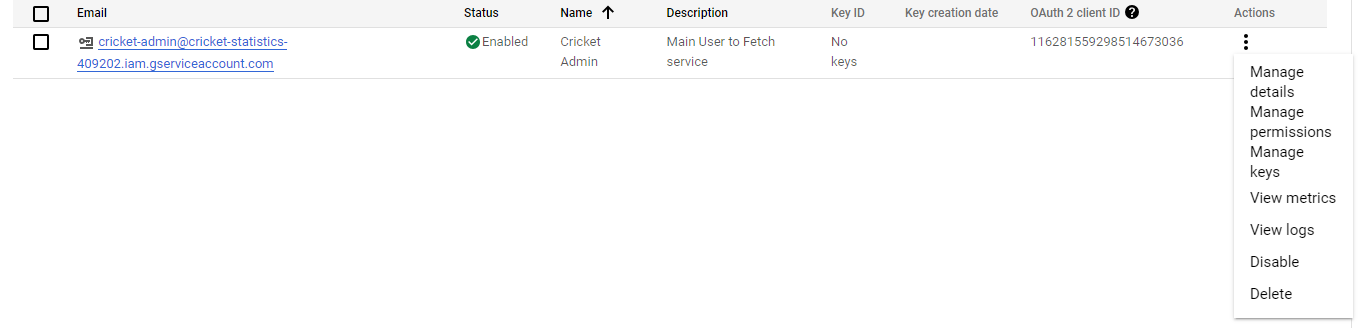 Email Status Name Description Key ID Key creation date OAuth 2 client ID Actions
cricket-admin@cricket-statistics- Enabled Cricket Main User to Fetch No 116281559298514673036
409202.iam.gserviceaccount.com Admin service keys
Manage
details
Manage
permissions
Manage
keys
View metrics
View logs
Disable
Delete